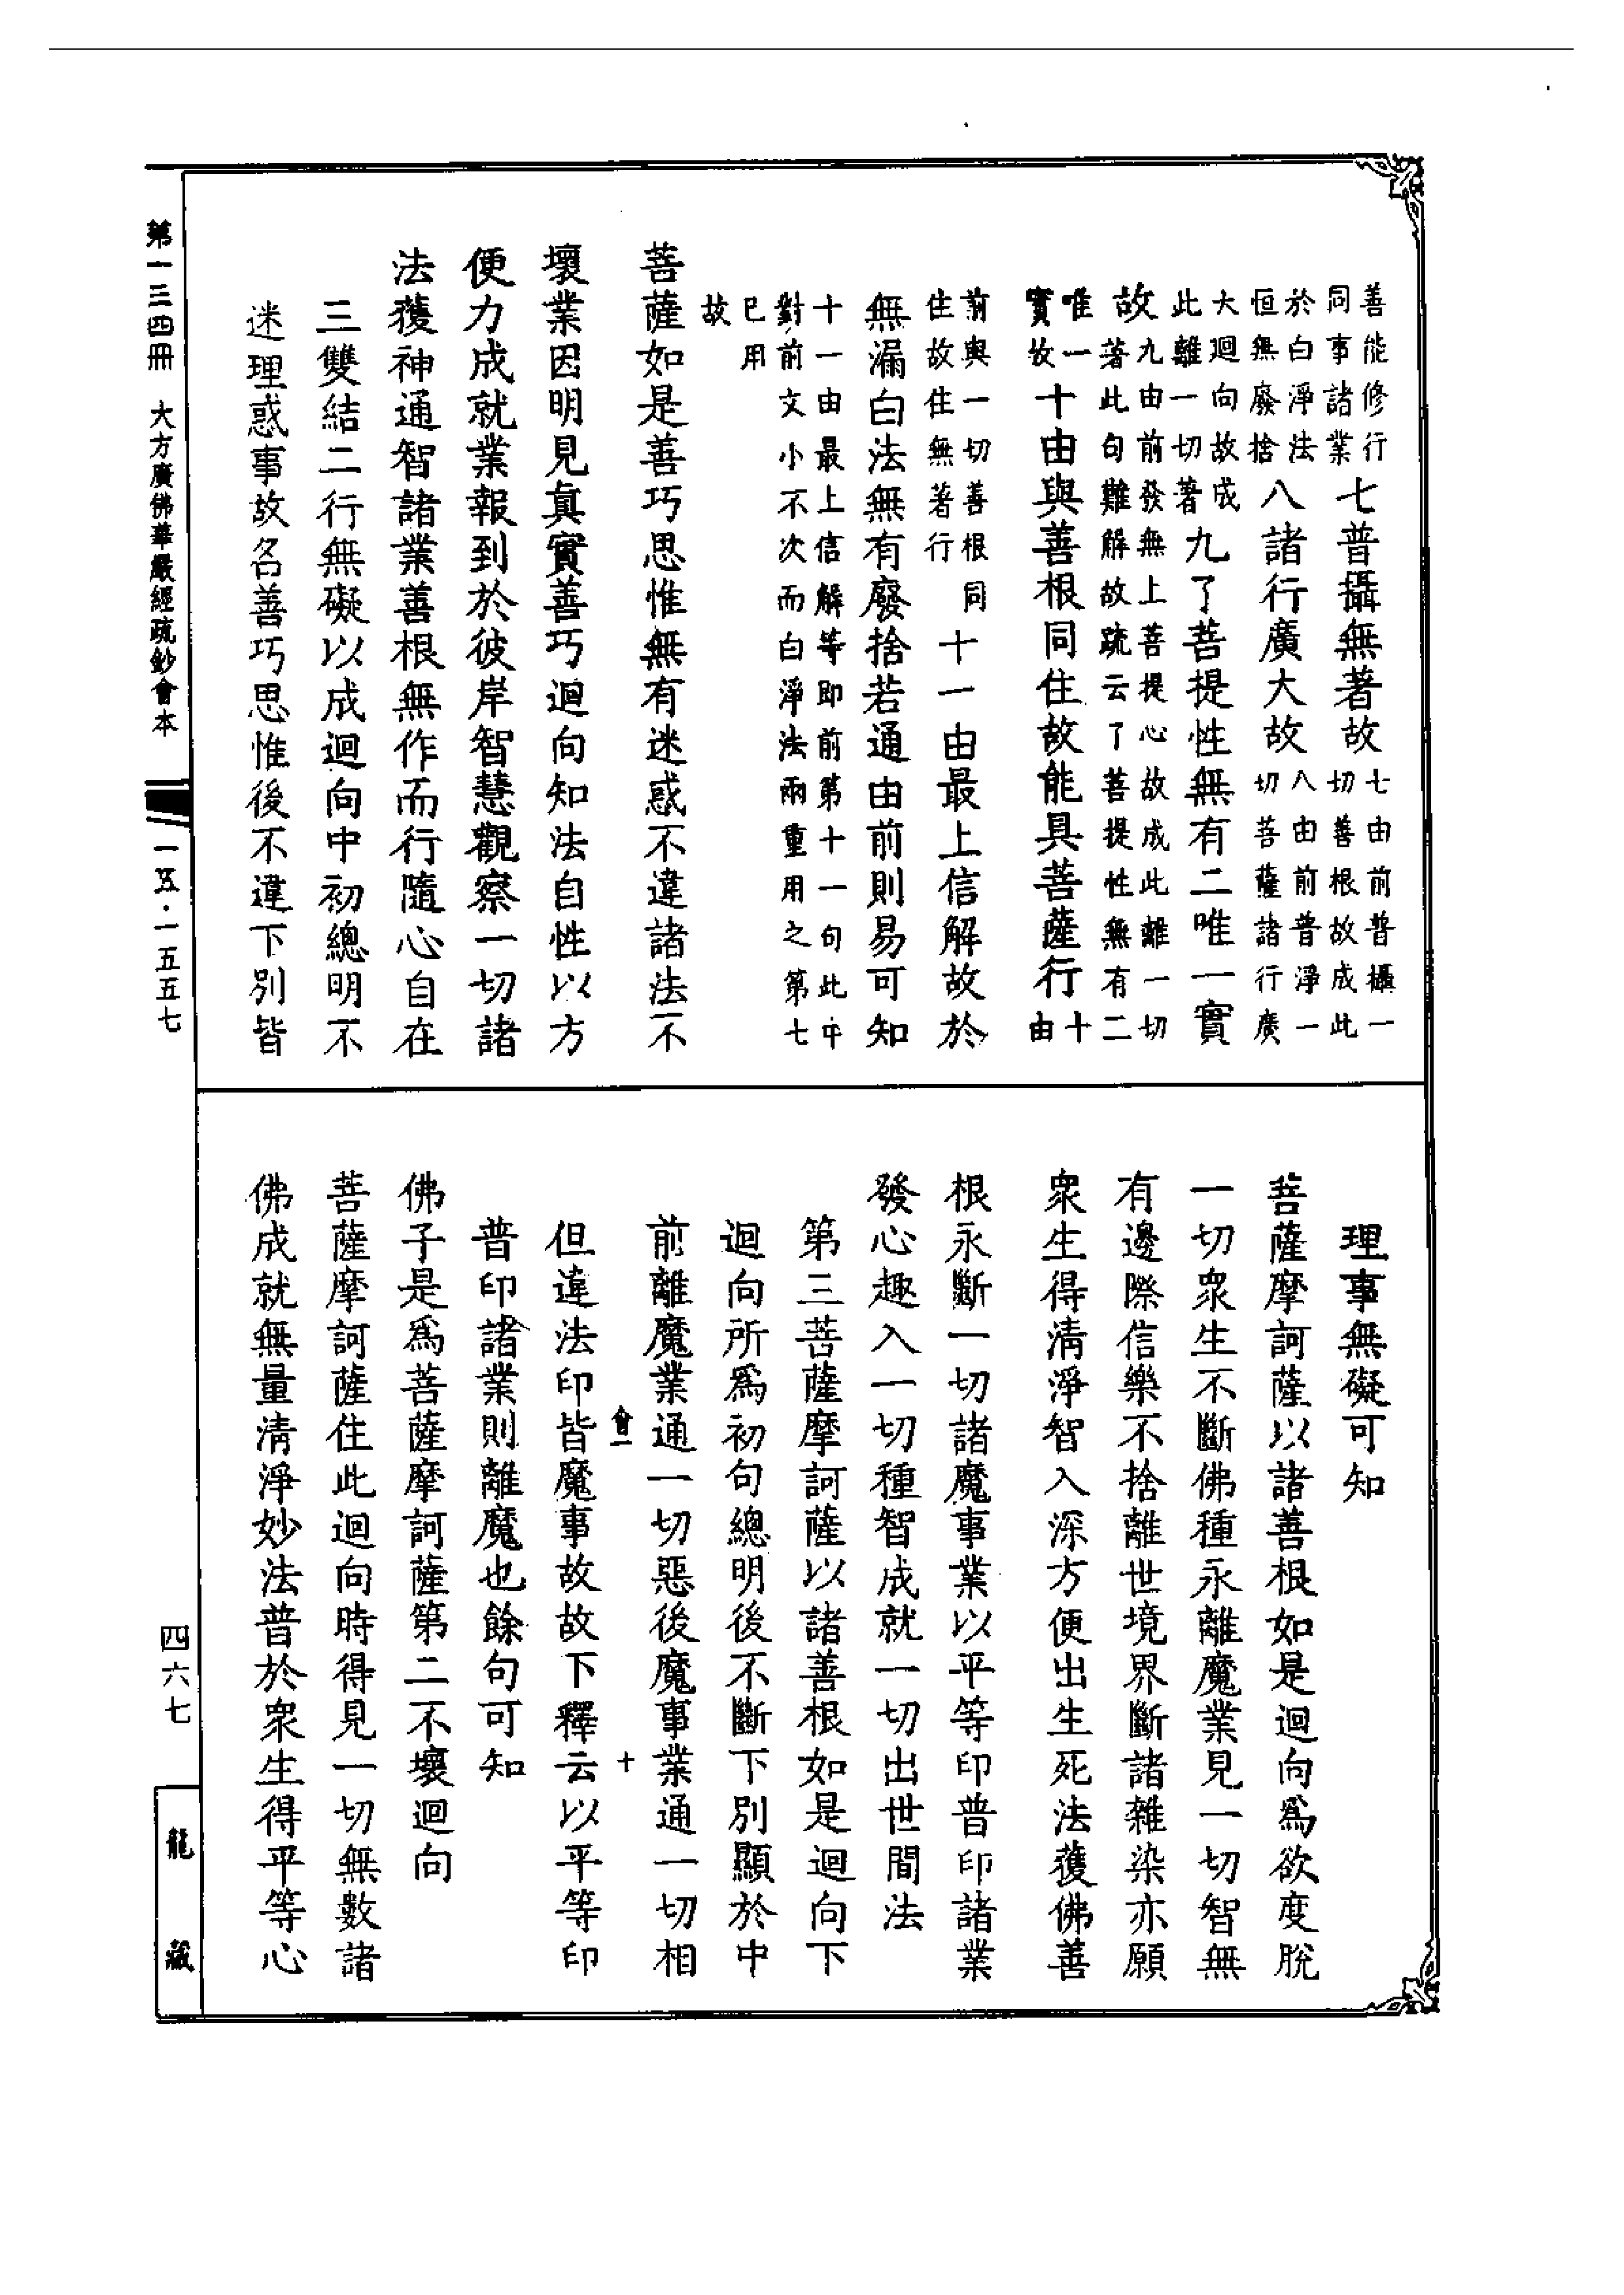 善能修行
同事諸業
七普攝無著故
七由前普攝一
切善根故成此
於白淨法
恒無廢捨
八諸行廣大故
八由前普淨一
切菩薩諸行廣
大迴向故成
此離一切著
九了菩提性無有二唯一實
故
九由前發無上菩提心故成此離一切
著此句難解故疏云了菩提性無有二
唯一
實故
十由與善根同住故能具菩薩行
十
由
前與一切善根同
住故住無著行
十一由最上信解故於
無漏白法無有廢捨若通由前則易可知
十一由最上信解等即前第十一句此中
對前文小不次而白淨法兩重用之第七
已用
故
菩薩如是善巧思惟無有迷惑不違諸法不
壞業因明見真實善巧迴向知法自性以方
便力成就業報到於彼岸智慧觀察一切諸
法獲神通智諸業善根無作而行隨心自在
三雙結二行無礙以成迴向中初總明不
迷理惑事故名善巧思惟後不違下別皆
理事無礙可知
菩薩摩訶薩以諸善根如是迴向為欲度脫
一切眾生不斷佛種永離魔業見一切智無
有邊際信樂不捨離世境界斷諸雜染亦願
眾生得清淨智入深方便出生死法獲佛善
根永斷一切諸魔事業以平等印普印諸業
發心趣入一切種智成就一切出世間法
第三菩薩摩訶薩以諸善根如是迴向下
迴向所為初句總明後不斷下別顯於中
前離魔業通一切惡後魔事業通一切相
會一
十
但違法印皆魔事故故下釋云以平等印
普印諸業則離魔也餘句可知
佛子是為菩薩摩訶薩第二不壞迴向
菩薩摩訶薩住此迴向時得見一切無數諸
佛成就無量清淨妙法普於眾生得平等心
第一三四冊 大方廣佛華嚴經疏鈔會本
一五·一五五七
四六七
龍藏